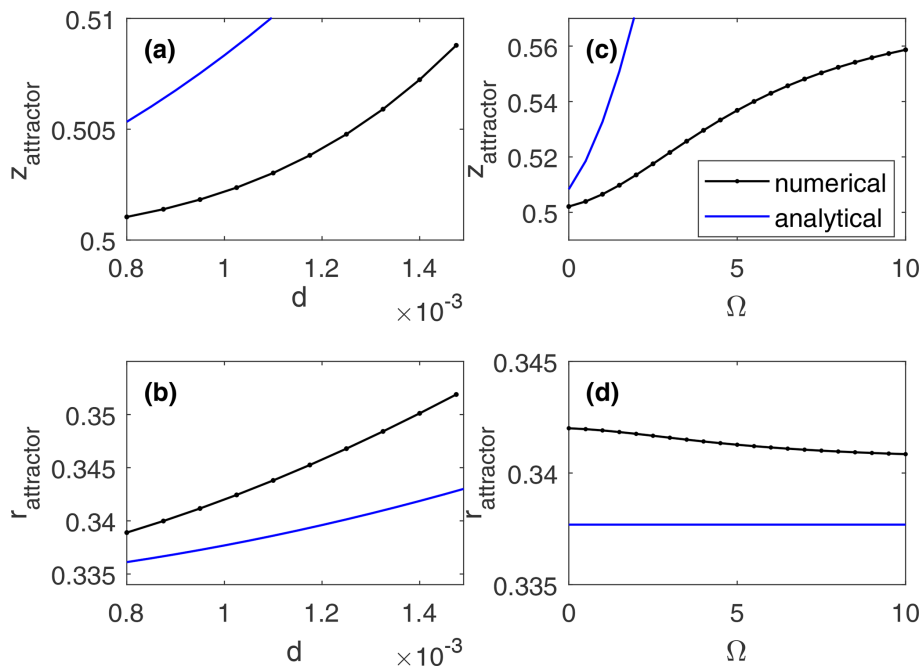 0.51
(a)
0.505
0.5
z_attractor
0.8 1 1.2 1.4
d
×10^-3
(c)
0.56
0.54
0.52
0.5
z_attractor
numerical
analytical
0 5 10
Ω
(b)
0.35
0.345
0.34
0.335
r_attractor
0.8 1 1.2 1.4
d
×10^-3
0.345
(d)
0.34
0.335
r_attractor
0 5 10
Ω